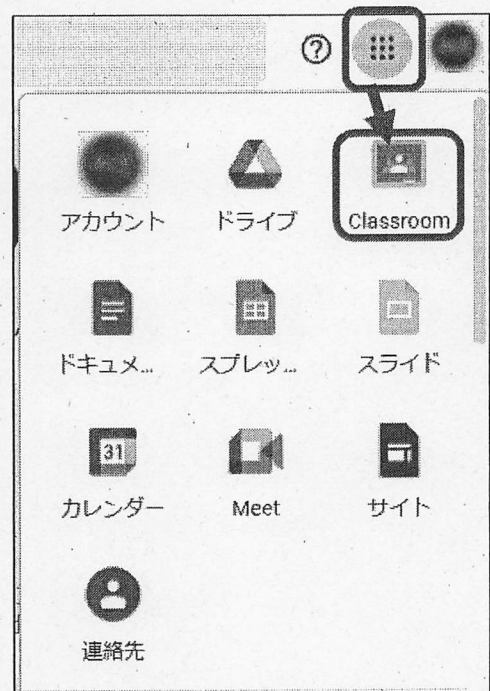 アカウント
ドライブ
Classroom
ドキュメ...
スプレッ...
スライド
31
カレンダー
Meet
サイト
連絡先